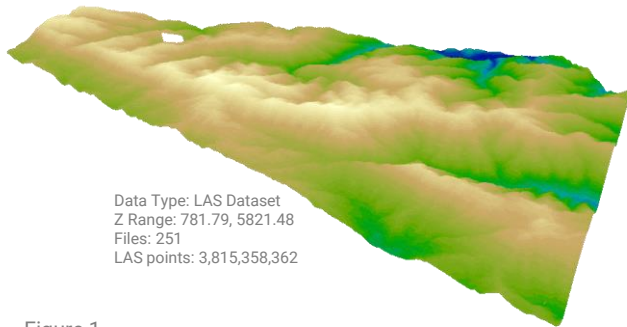 Data Type: LAS Dataset
Z Range: 781.79, 5821.48
Files: 251
LAS points: 3,815,358,362
Figure 1